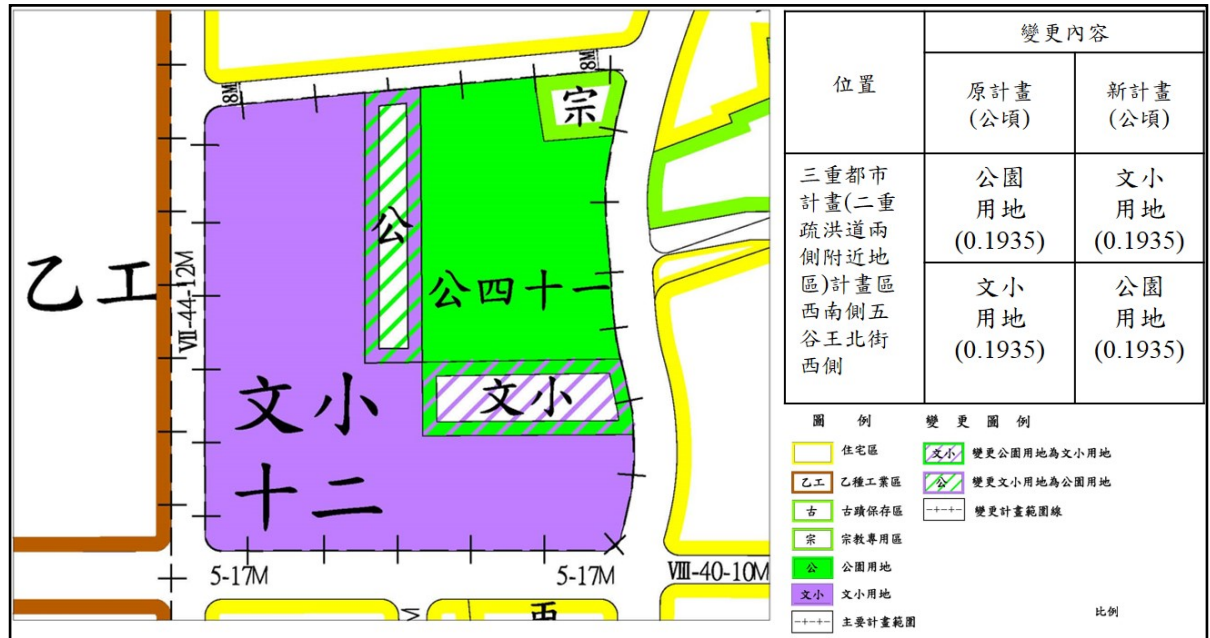 8M
8M
宗
公
乙工
VII-44-12M
公四十一
文小
文小
十二
5-17M
5-17M
VIII-40-10M
位置
變更內容
原計畫
(公頃)
新計畫
(公頃)
三重都市
計畫(二重
疏洪道兩
側附近地
區)計畫區
西南側五
谷王北街
西側
公園
用地
(0.1935)
文小
用地
(0.1935)
文小
用地
(0.1935)
公園
用地
(0.1935)
圖 例
住宅區
乙工 乙種工業區
古 古蹟保存區
宗 宗教專用區
公 公園用地
文小 文小用地
主要計畫範圍
變更圖例
文小 變更公園用地為文小用地
公 變更文小用地為公園用地
變更計畫範圍線
比例